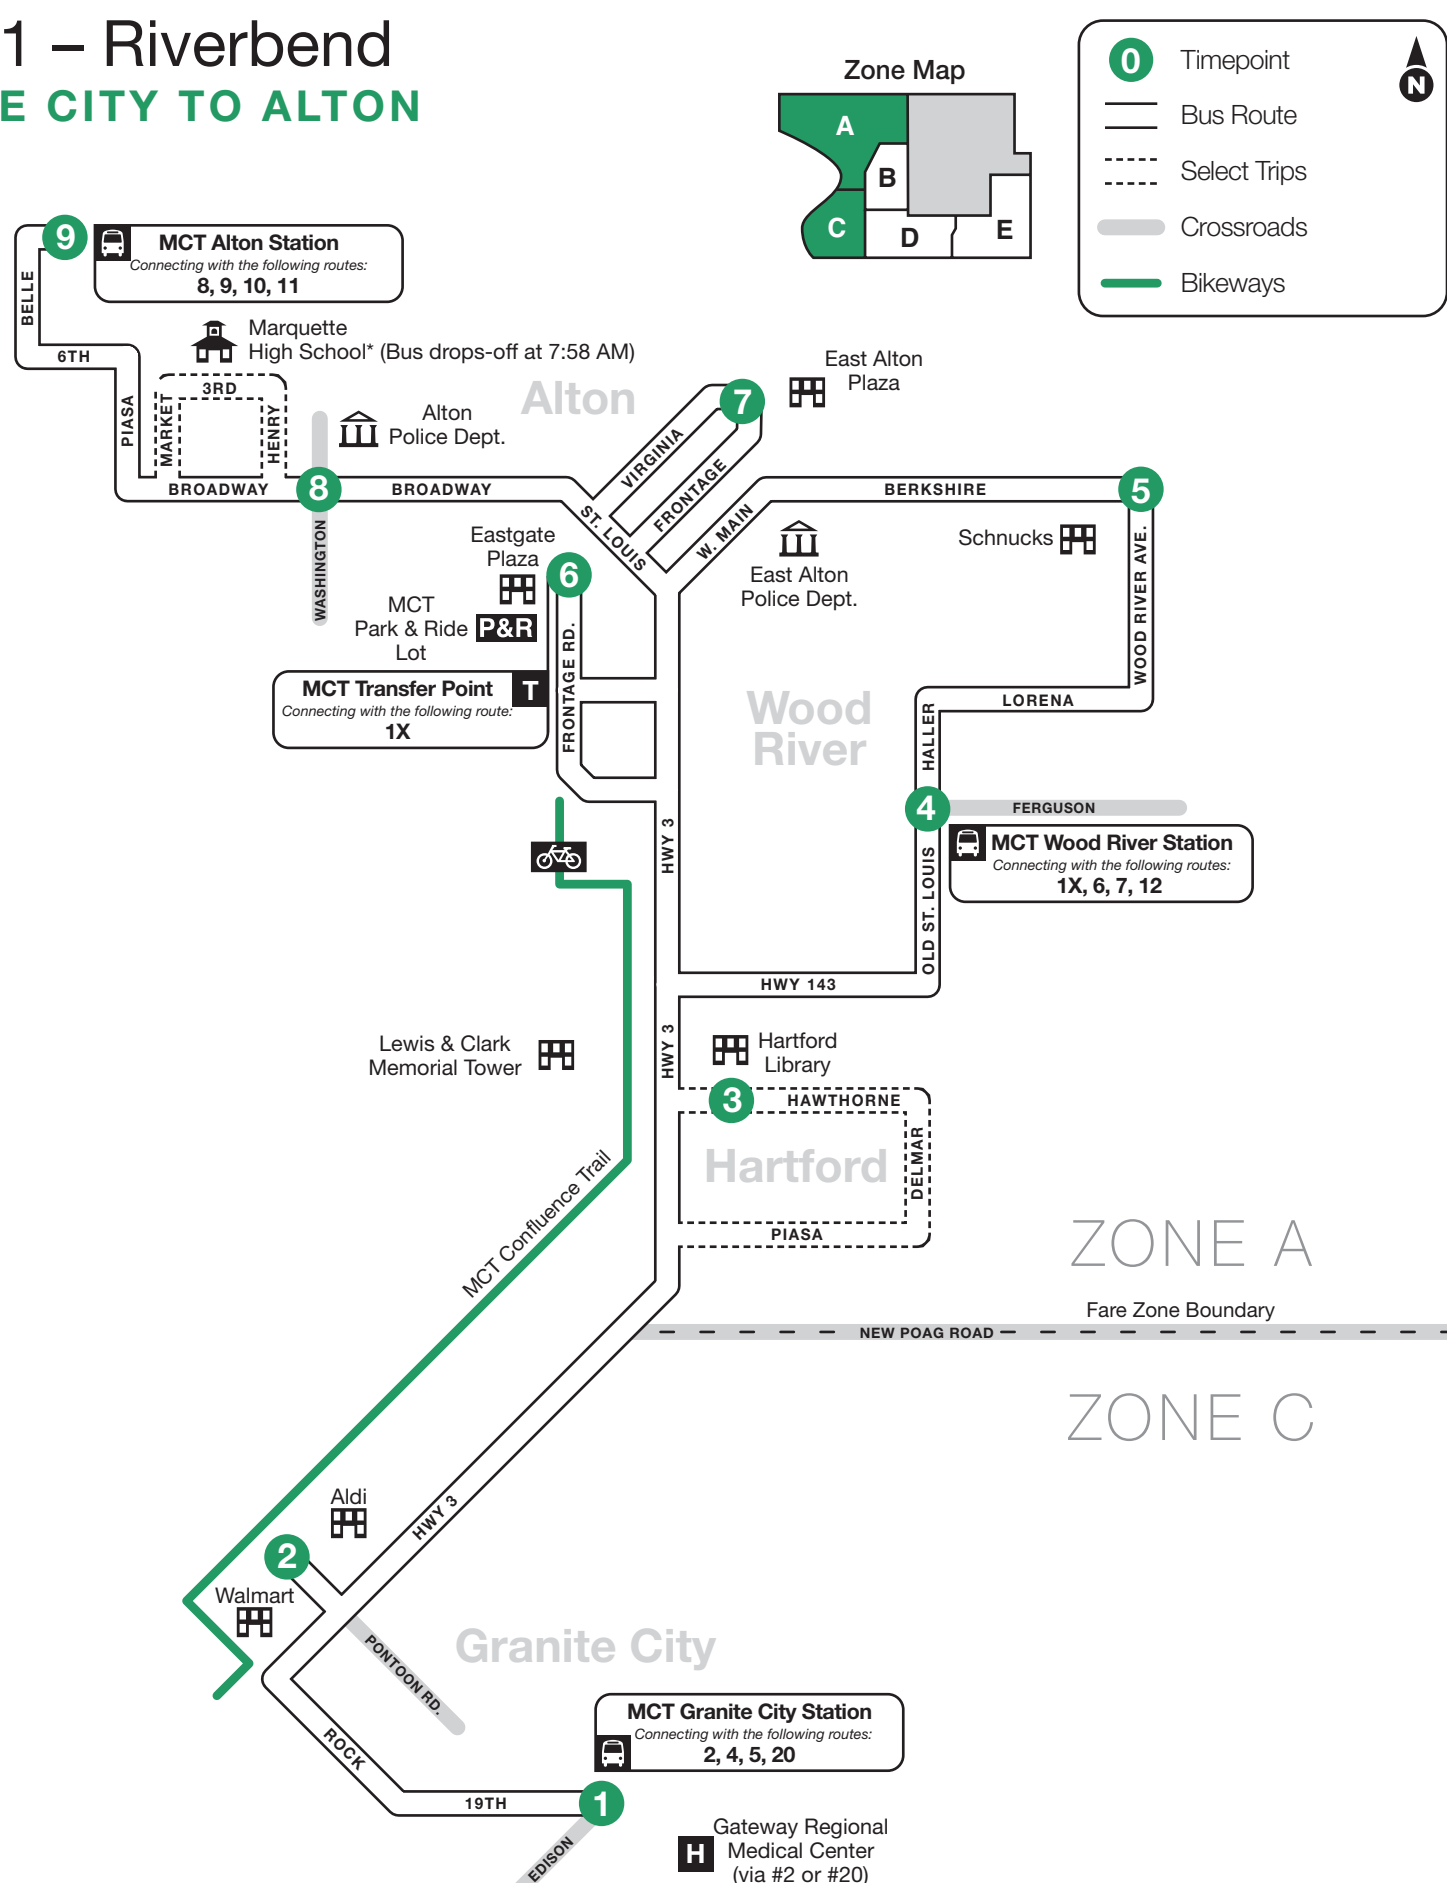 1 – Riverbend
E CITY TO ALTON
Zone Map
A
B
C
D
E
0 Timepoint
N
Bus Route
Select Trips
Crossroads
Bikeways
9
MCT Alton Station
Connecting with the following routes:
8, 9, 10, 11
BELLE
6TH
PIASA
MARKET
3RD
HENRY
Marquette
High School* (Bus drops-off at 7:58 AM)
Alton
Alton
Police Dept.
East Alton
Plaza
7
VIRGINIA
FRONTAGE
BROADWAY
8
BROADWAY
WASHINGTON
ST. LOUIS
W. MAIN
BERKSHIRE
5
Schnucks
WOOD RIVER AVE.
East Alton
Police Dept.
Eastgate
Plaza
6
MCT
Park & Ride
Lot
P&R
MCT Transfer Point
T
Connecting with the following route:
1X
FRONTAGE RD.
Wood
River
LORENA
HALLER
4
FERGUSON
MCT Wood River Station
Connecting with the following routes:
1X, 6, 7, 12
OLD ST. LOUIS
HWY 3
HWY 143
Lewis & Clark
Memorial Tower
HWY 3
Hartford
Library
3
HAWTHORNE
Hartford
DELMAR
PIASA
MCT Confluence Trail
ZONE A
Fare Zone Boundary
NEW POAG ROAD
ZONE C
Aldi
HWY 3
2
Walmart
PONTOON RD.
Granite City
ROCK
MCT Granite City Station
Connecting with the following routes:
2, 4, 5, 20
19TH
1
EDISON
H
Gateway Regional
Medical Center
(via #2 or #20)